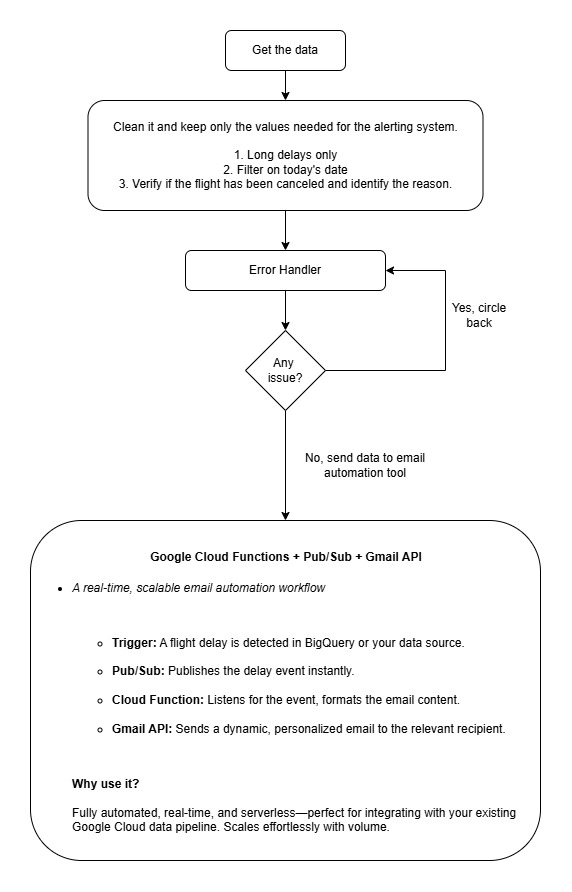 Get the data
Clean it and keep only the values needed for the alerting system.
1. Long delays only
2. Filter on today's date
3. Verify if the flight has been canceled and identify the reason.
Error Handler
Yes, circle
back
Any
issue?
No, send data to email
automation tool
Google Cloud Functions + Pub/Sub + Gmail API
• A real-time, scalable email automation workflow
○ Trigger: A flight delay is detected in BigQuery or your data source.
○ Pub/Sub: Publishes the delay event instantly.
○ Cloud Function: Listens for the event, formats the email content.
○ Gmail API: Sends a dynamic, personalized email to the relevant recipient.
Why use it?
Fully automated, real-time, and serverless—perfect for integrating with your existing
Google Cloud data pipeline. Scales effortlessly with volume.